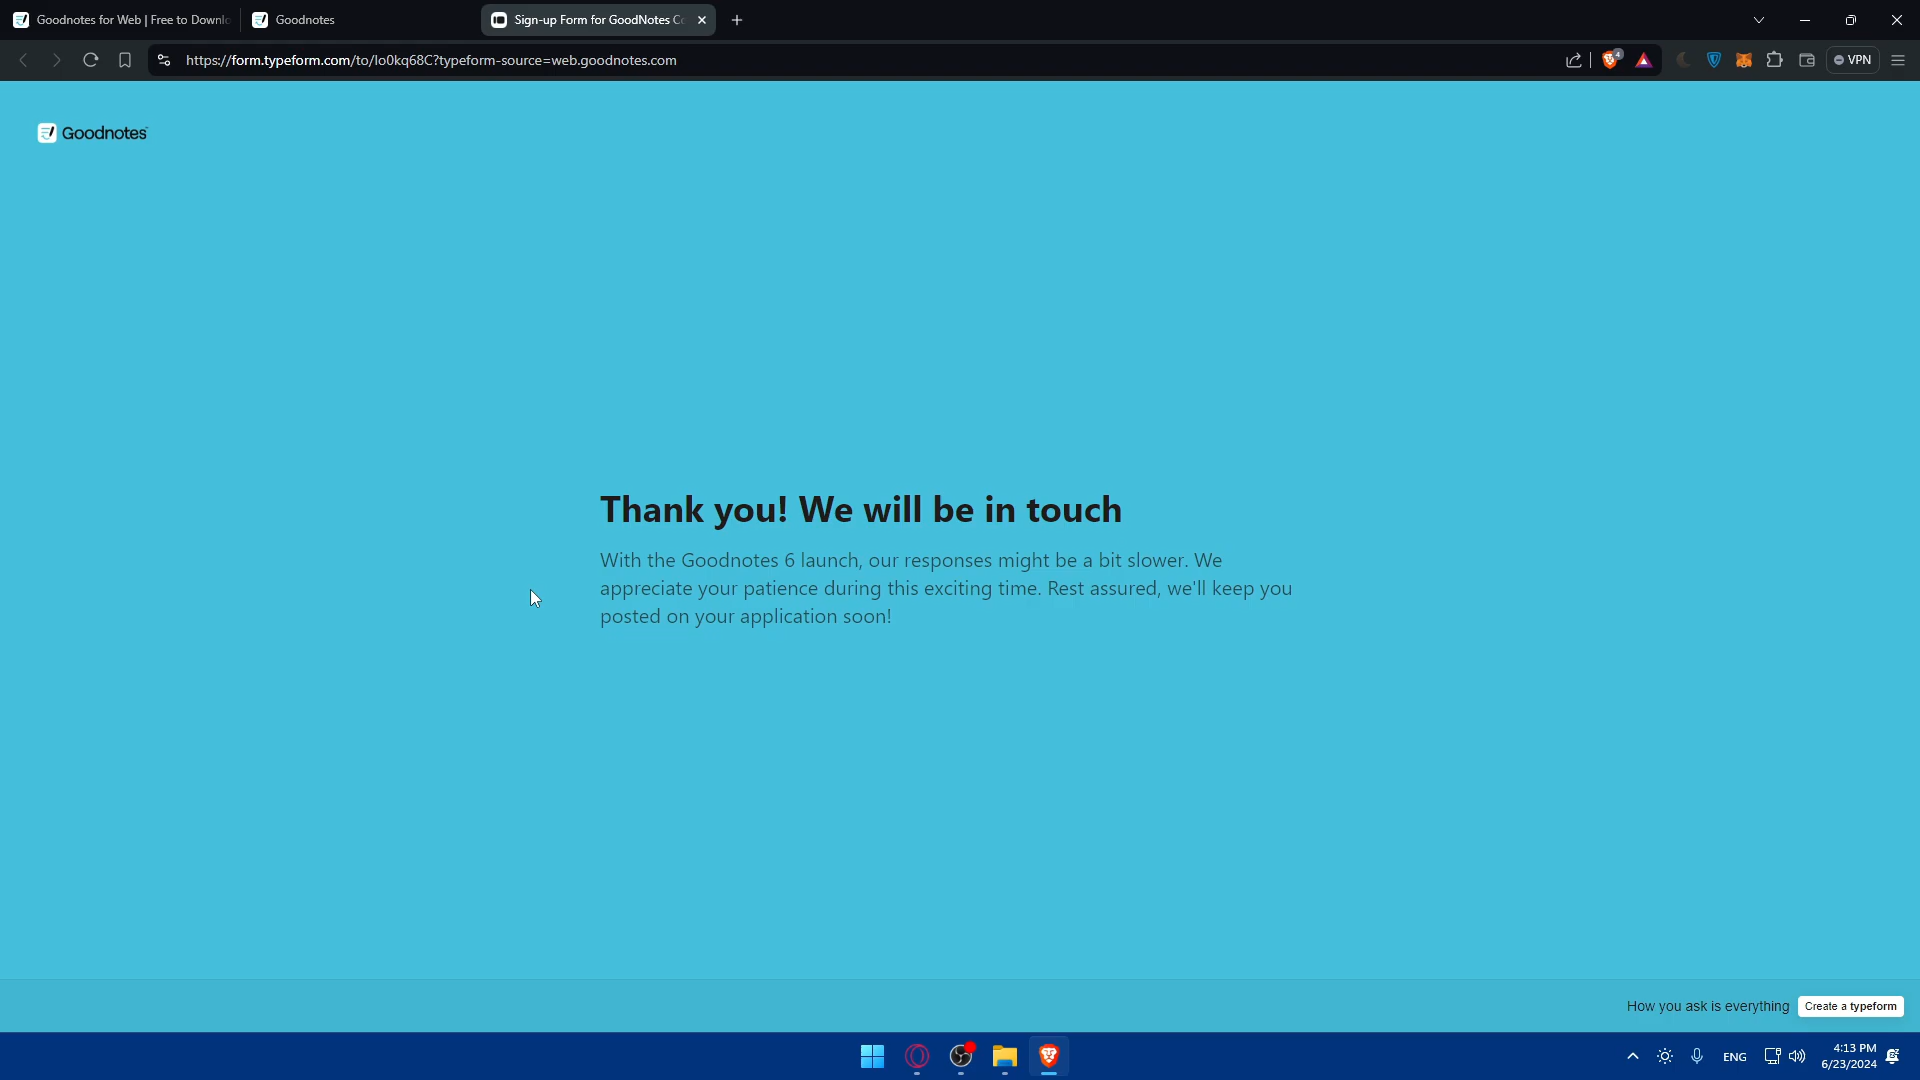 Goodnotes for Web | Free to Downlo
Goodnotes
Sign-up Form for GoodNotes Co
https://form.typeform.com/to/lo0kq68C?typeform-source=web.goodnotes.com
4
VPN
Goodnotes
Thank you! We will be in touch
With the Goodnotes 6 launch, our responses might be a bit slower. We
appreciate your patience during this exciting time. Rest assured, we'll keep you
posted on your application soon!
How you ask is everything
Create a typeform
ENG
4:13 PM
6/23/2024